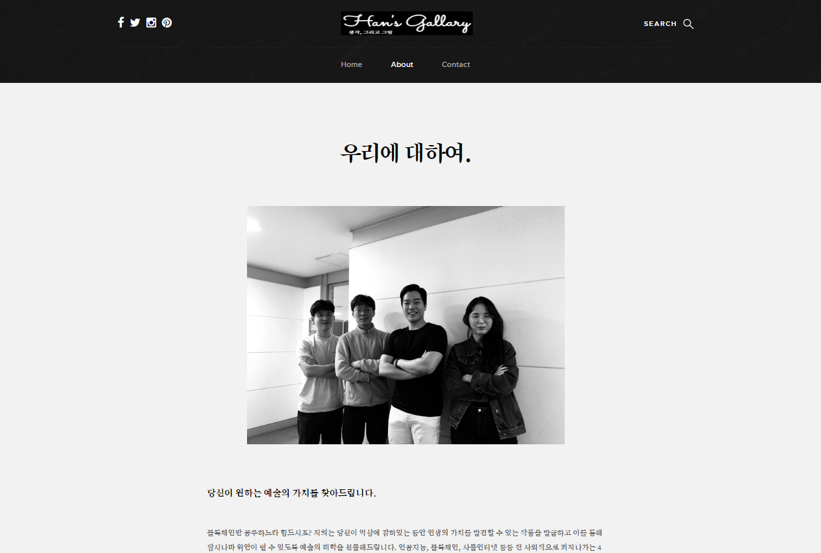 Han's Gallary
생각, 그리고 그림
SEARCH
Home About Contact
우리에 대하여.
당신이 원하는 예술의 가치를 찾아드립니다.
블록체인만 공부하느라 힘드시죠? 저희는 당신이 억상에 갇혀있는 동안 인생의 가치를 발견할 수 있는 작품을 발굴하고 이를 통해
잠시나마 위안이 될 수 있도록 예술의 미학을 선물해드립니다. 인공지능, 블록체인, 사물인터넷 등등 전 사회적으로 퍼져나가는 4